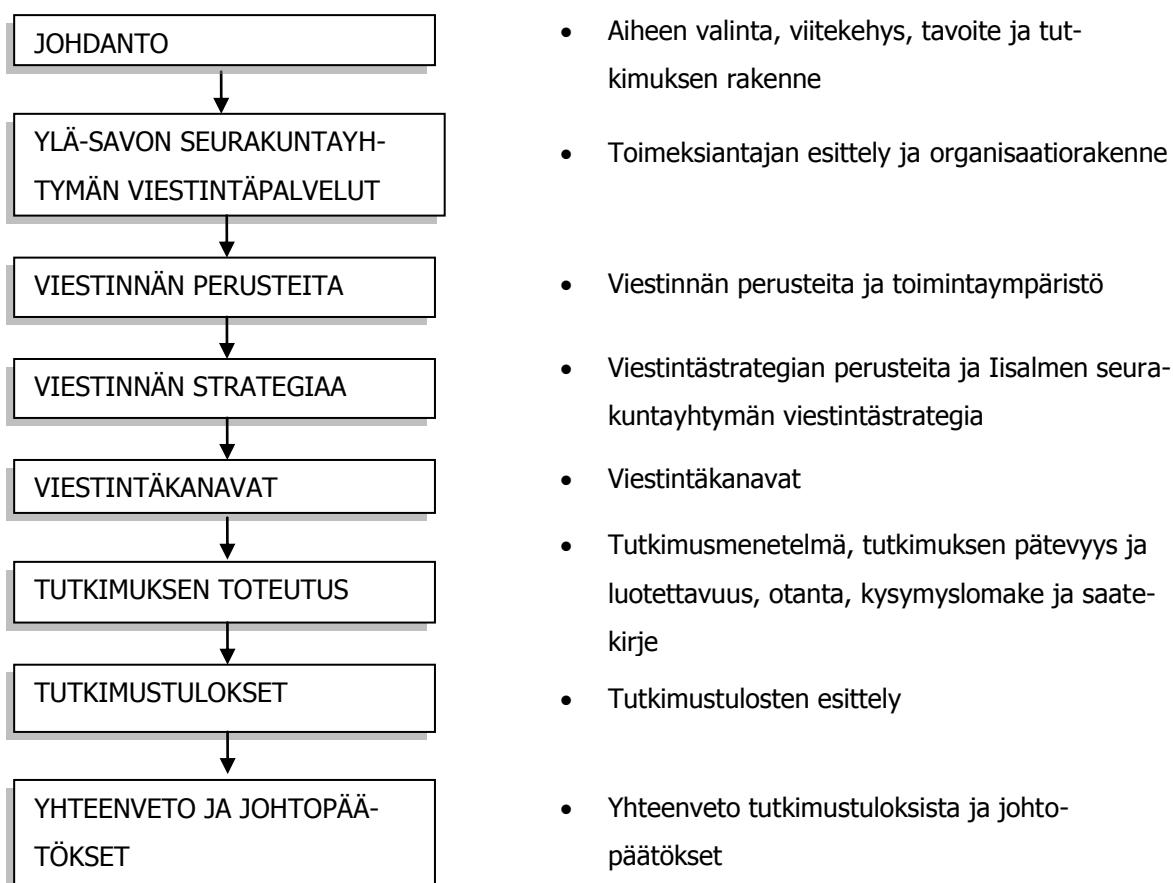 JOHDANTO
• Aiheen valinta, viitekehys, tavoite ja tut-
kimuksen rakenne
YLÄ-SAVON SEURAKUNTAYH-
TYMÄN VIESTINTÄPALVELUT
• Toimeksiantajan esittely ja organisaatiorakenne
VIESTINNÄN PERUSTEITA
• Viestinnän perusteita ja toimintaympäristö
VIESTINNÄN STRATEGIAA
• Viestintästrategian perusteita ja Iisalmen seura-
kuntayhtymän viestintästrategia
VIESTINTÄKANAVAT
• Viestintäkanavat
TUTKIMUKSEN TOTEUTUS
• Tutkimusmenetelmä, tutkimuksen pätevyys ja
luotettavuus, otanta, kysymyslomake ja saate-
kirje
TUTKIMUSTULOKSET
• Tutkimustulosten esittely
YHTEENVETO JA JOHTOPÄÄ-
TÖKSET
• Yhteenveto tutkimustuloksista ja johto-
päätökset